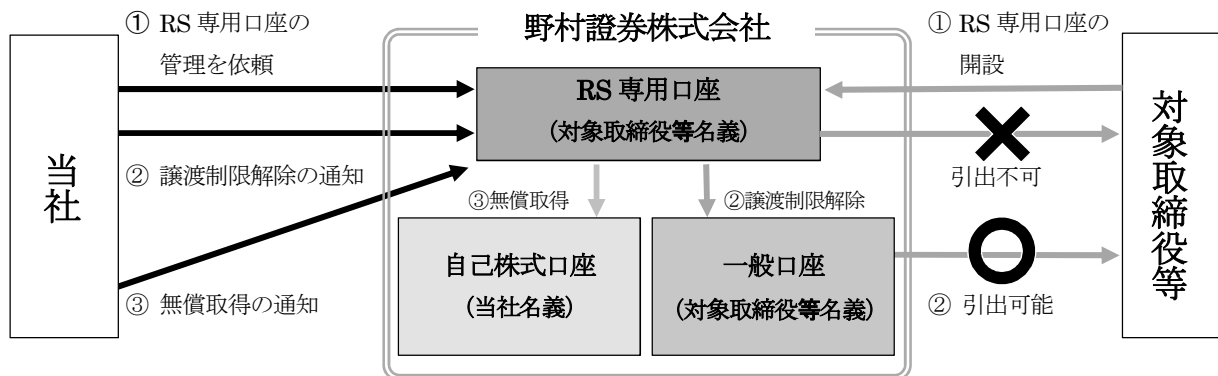 野村證券株式会社
① RS 専用口座の
管理を依頼
① RS 専用口座の
開設
RS 専用口座
(対象取締役等名義)
当社
対象取締役等
② 譲渡制限解除の通知
引出不可
③無償取得
②譲渡制限解除
自己株式口座
(当社名義)
一般口座
(対象取締役等名義)
③ 無償取得の通知
② 引出可能